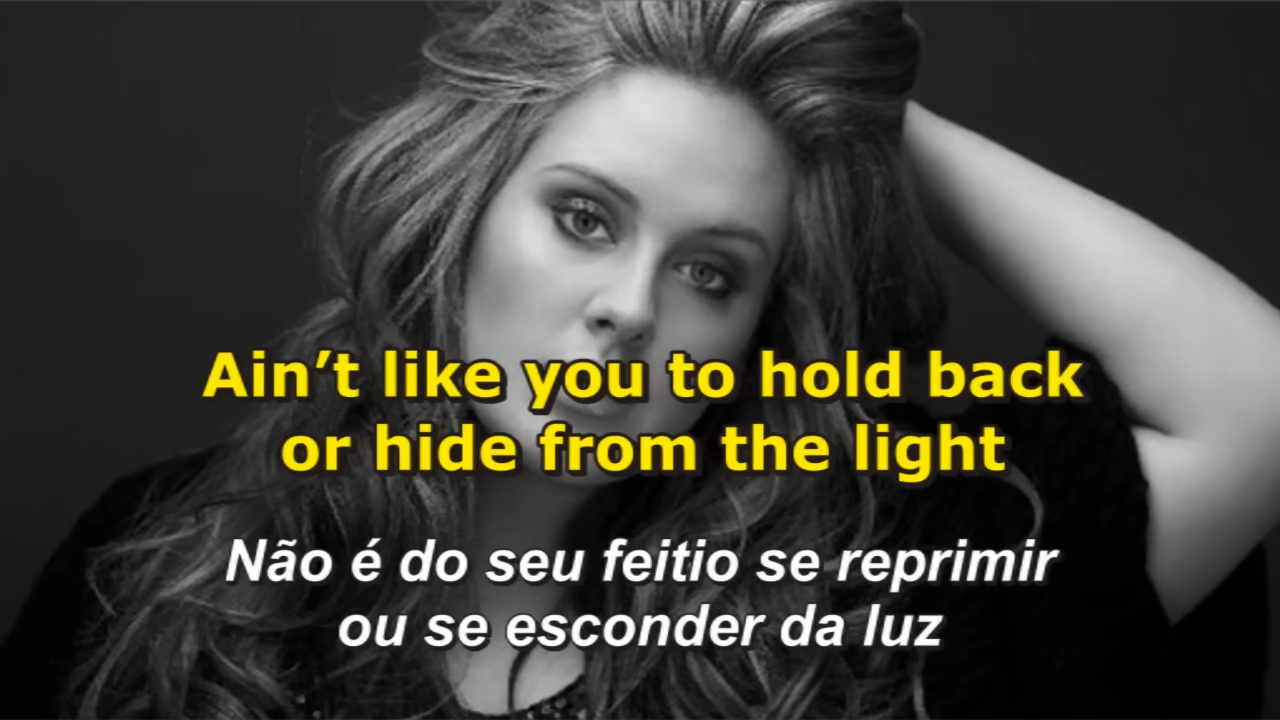 Ain’t like you to hold back
or hide from the light
Não é do seu feitio se reprimir
ou se esconder da luz